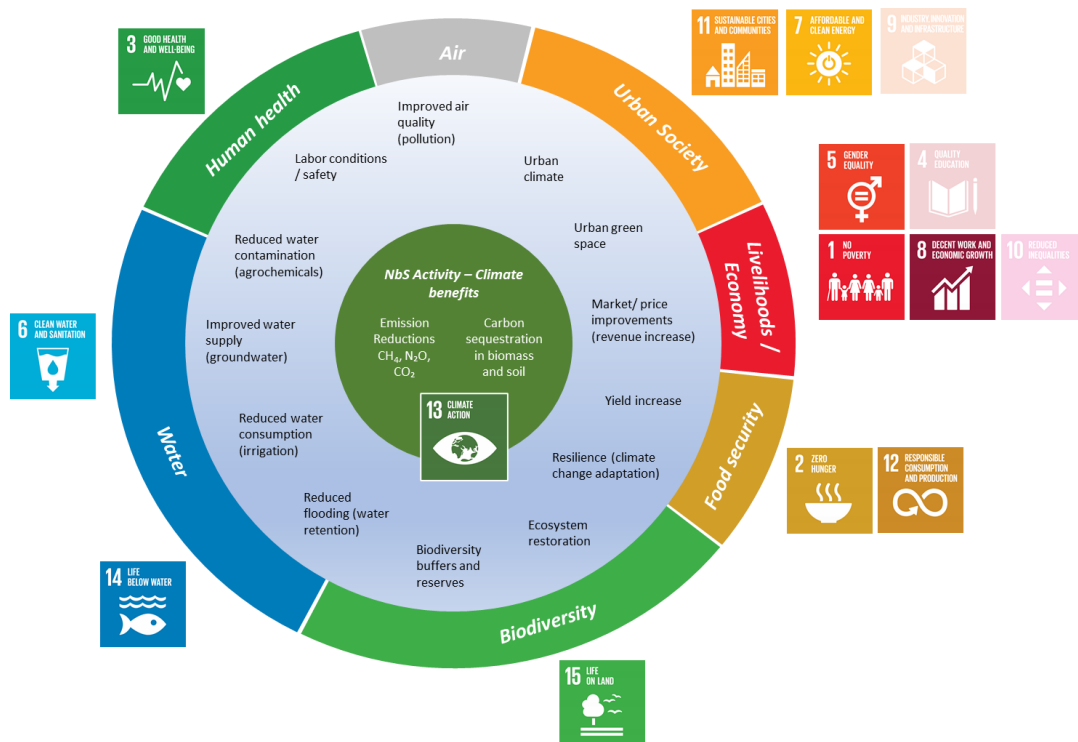 3 GOOD HEALTH
AND WELL-BEING
Air
11 SUSTAINABLE CITIES
AND COMMUNITIES
7 AFFORDABLE AND
CLEAN ENERGY
9 INDUSTRY, INNOVATION
AND INFRASTRUCTURE
Human health
Urban Society
Improved air
quality
(pollution)
Labor conditions
/ safety
Urban
climate
5 GENDER
EQUALITY
4 QUALITY
EDUCATION
Urban green
space
Livelihoods /
Economy
1 NO
POVERTY
8 DECENT WORK AND
ECONOMIC GROWTH
10 REDUCED
INEQUALITIES
Reduced water
contamination
(agrochemicals)
NbS Activity – Climate
benefits
Emission
Reductions
CH₄, N₂O,
CO₂
Carbon
sequestration
in biomass
and soil
Market/ price
improvements
(revenue increase)
6 CLEAN WATER
AND SANITATION
Improved water
supply
(groundwater)
13 CLIMATE
ACTION
Yield increase
Water
Reduced water
consumption
(irrigation)
Resilience (climate
change adaptation)
Food security
2 ZERO
HUNGER
12 RESPONSIBLE
CONSUMPTION
AND PRODUCTION
Reduced
flooding (water
retention)
Ecosystem
restoration
Biodiversity
buffers and
reserves
14 LIFE
BELOW WATER
Biodiversity
15 LIFE
ON LAND